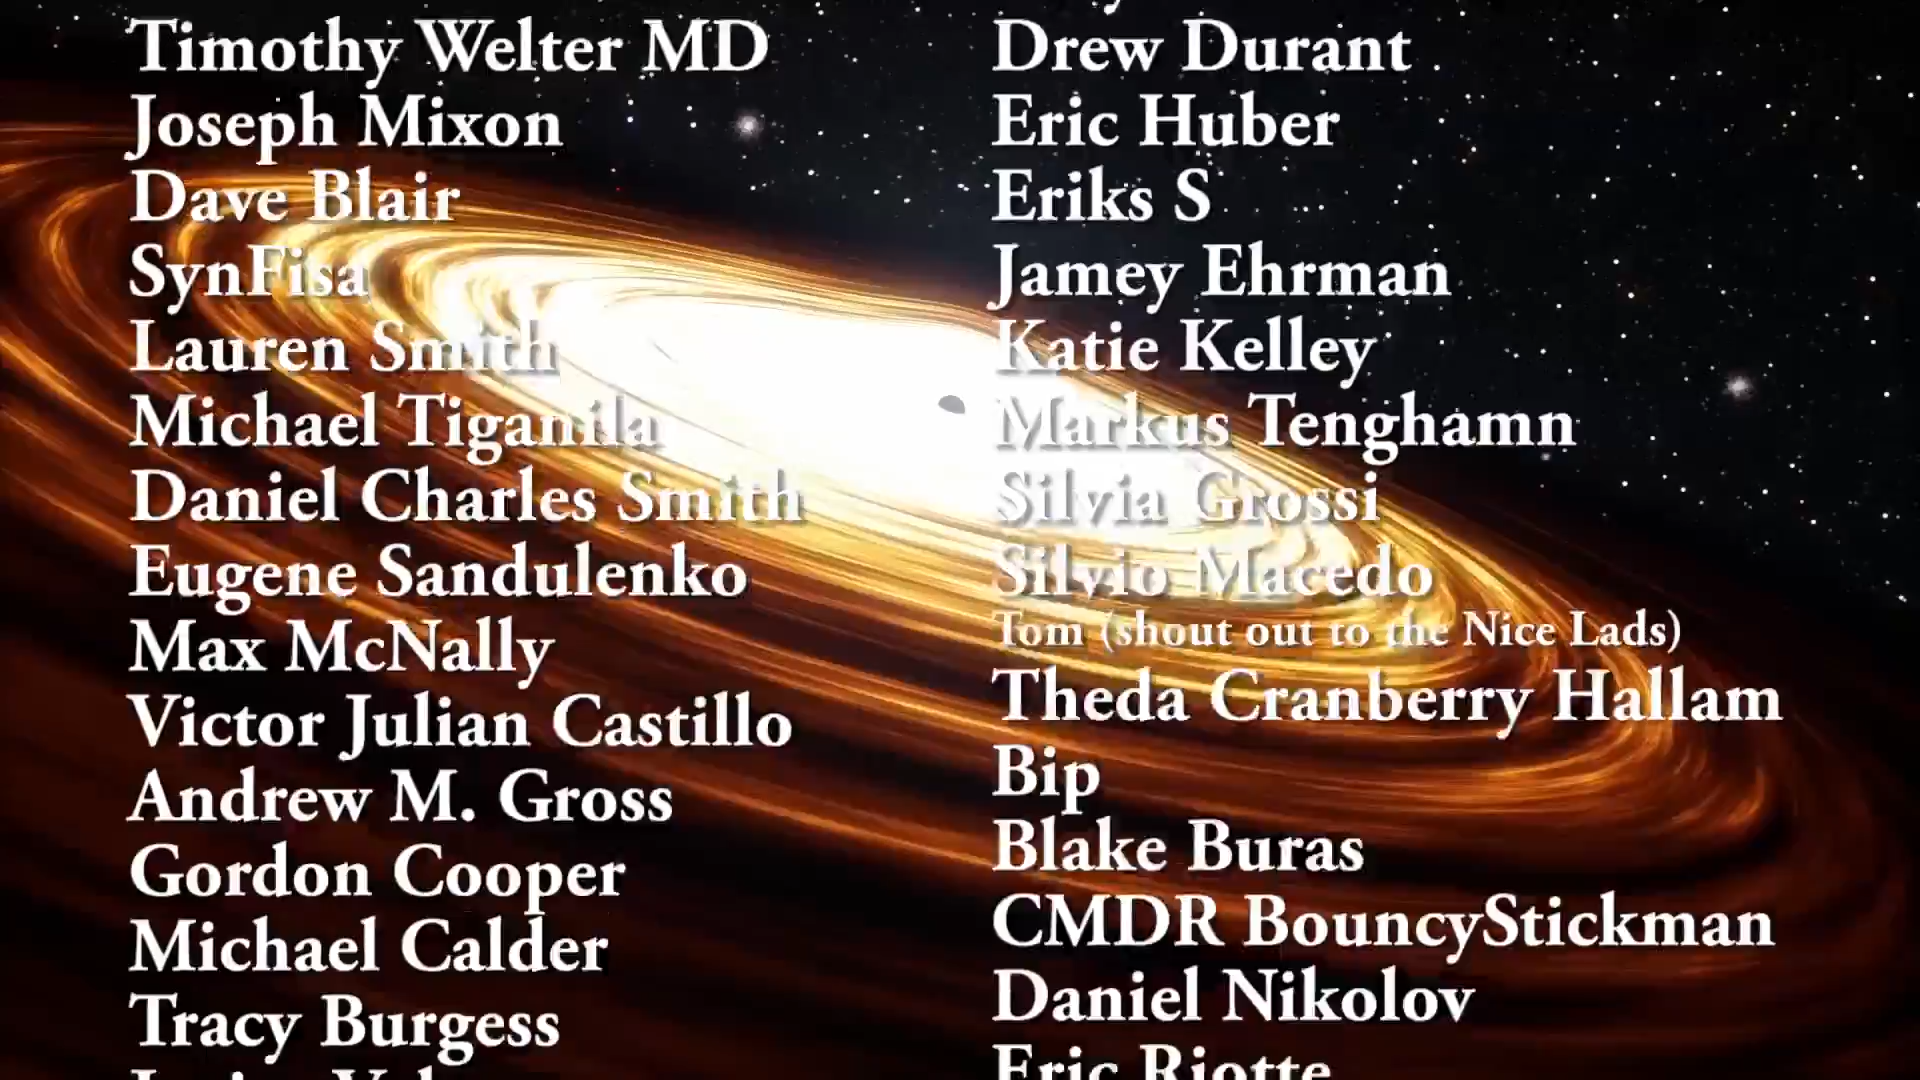 Timothy Welter MD
Joseph Mixon
Dave Blair
SynFisa
Lauren Smith
Michael Tiganila
Daniel Charles Smith
Eugene Sandulenko
Max McNally
Victor Julian Castillo
Andrew M. Gross
Gordon Cooper
Michael Calder
Tracy Burgess
Drew Durant
Eric Huber
Eriks S
Jamey Ehrman
Katie Kelley
Markus Tenghamn
Silvia Grossi
Silvio Macedo
Tom (shout out to the Nice Lads)
Theda Cranberry Hallam
Bip
Blake Buras
CMDR BouncyStickman
Daniel Nikolov
Eric Riotte